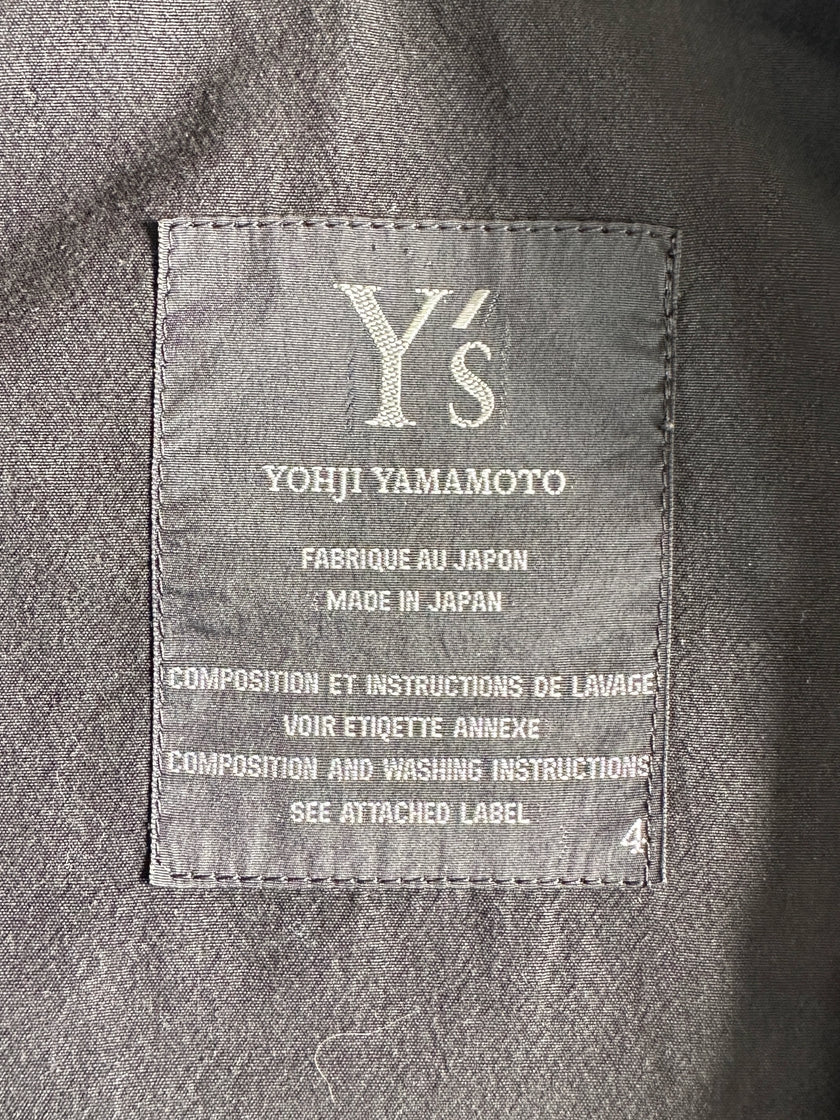 Y's
YOHJI YAMAMOTO
FABRIQUE AU JAPON
MADE IN JAPAN
COMPOSITION ET INSTRUCTIONS DE LAVAGE
VOIR ETIQETTE ANNEXE
COMPOSITION AND WASHING INSTRUCTIONS
SEE ATTACHED LABEL
4